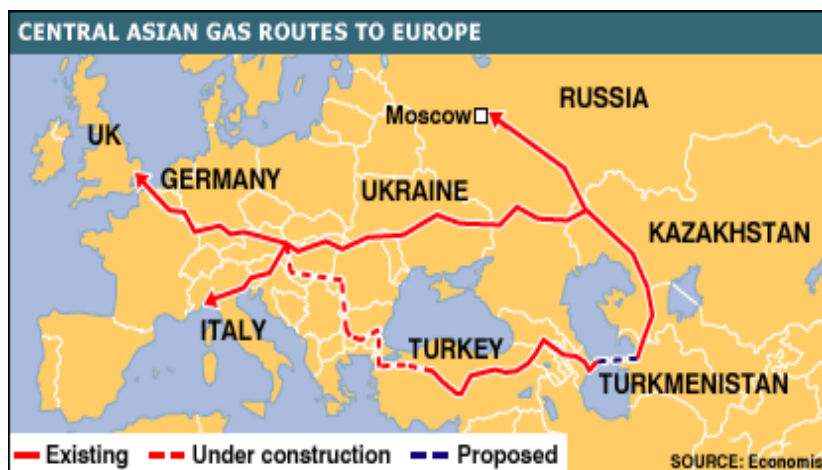 CENTRAL ASIAN GAS ROUTES TO EUROPE
RUSSIA
Moscow
UK
GERMANY
UKRAINE
KAZAKHSTAN
ITALY
TURKEY
TURKMENISTAN
Existing
Under construction
Proposed
SOURCE: Economis